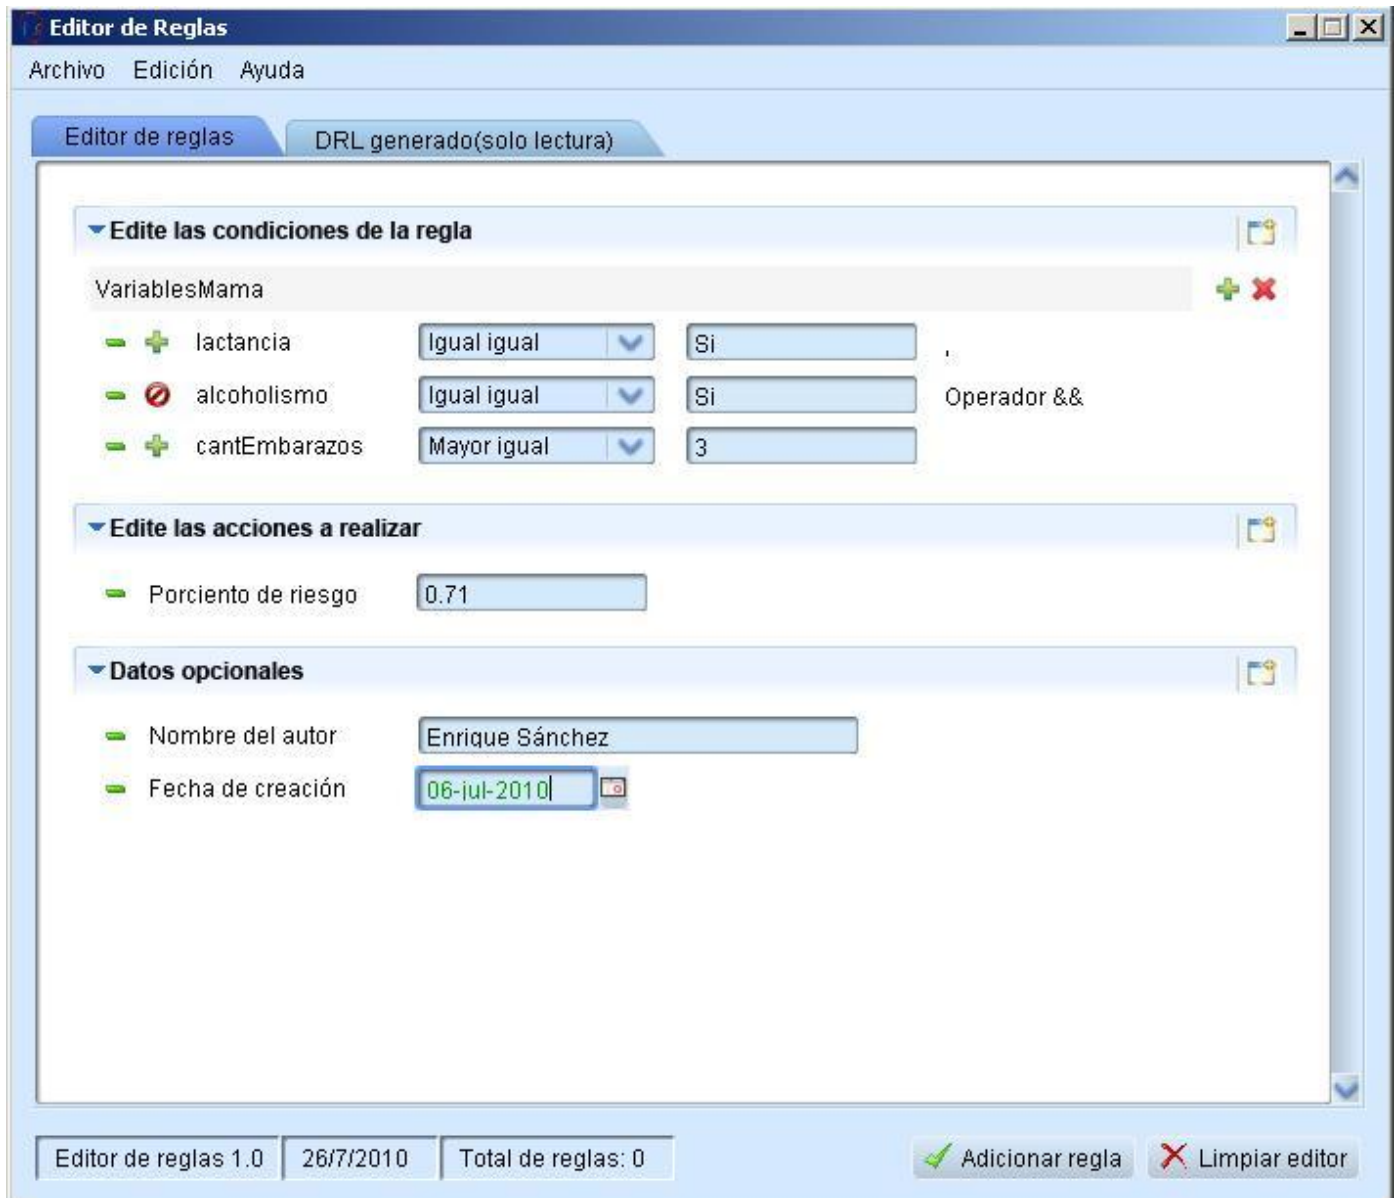 Editor de Reglas
Archivo Edición Ayuda
Editor de reglas DRL generado(solo lectura)
Edite las condiciones de la regla
VariablesMama
lactancia Igual igual Si ,
alcoholismo Igual igual Si Operador &&
cantEmbarazos Mayor igual 3
Edite las acciones a realizar
Porciento de riesgo 0.71
Datos opcionales
Nombre del autor Enrique Sánchez
Fecha de creación 06-jul-2010
Editor de reglas 1.0 26/7/2010 Total de reglas: 0 Adicionar regla Limpiar editor